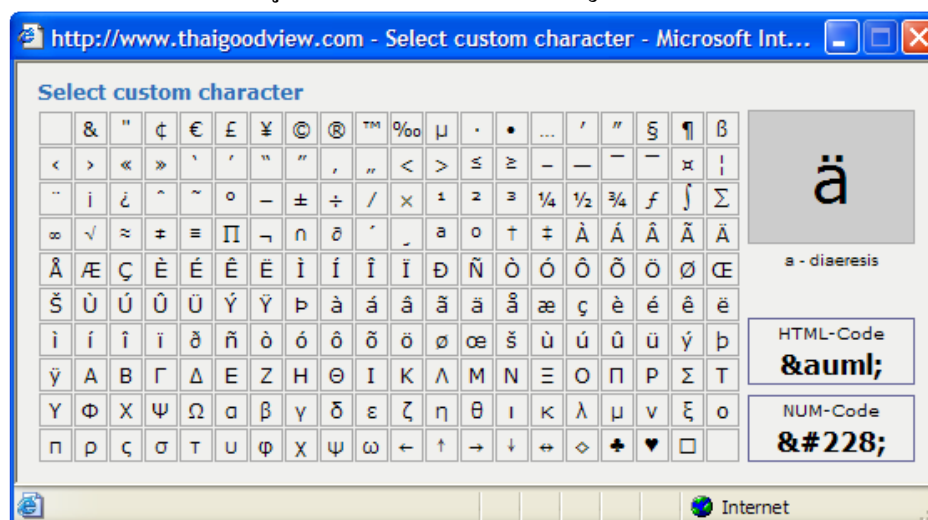 http://www.thaigoodview.com - Select custom character - Microsoft Int...
Select custom character
& " ¢ € £ ¥ © ® ™ ‰ µ · • … ′ ″ § ¶ ß
‹ › « » ‘ ’ “ ” ‚ „ < > ≤ ≥ – — ¯ ‾ ¤ ¦
¨ ¡ ¿ ˆ ˜ ° − ± ÷ ⁄ × ¹ ² ³ ¼ ½ ¾ ƒ ∫ ∑
∞ √ ≈ ≠ ≡ ∏ ¬ ∩ ∂ ´ ¸ ª º † ‡ À Á Â Ã Ä
Å Æ Ç È É Ê Ë Ì Í Î Ï Ð Ñ Ò Ó Ô Õ Ö Ø Œ
Š Ù Ú Û Ü Ý Ÿ Þ à á â ã ä å æ ç è é ê ë
ì í î ï ð ñ ò ó ô õ ö ø œ š ù ú û ü ý þ
ÿ Α Β Γ Δ Ε Ζ Η Θ Ι Κ Λ Μ Ν Ξ Ο Π Ρ Σ Τ
Υ Φ Χ Ψ Ω α β γ δ ε ζ η θ ι κ λ μ ν ξ ο
π ρ ς σ τ υ φ χ ψ ω ← ↑ → ↓ ↔ ◊ ♣ ♥ □
ä
a - diaeresis
HTML-Code
&auml;
NUM-Code
&#228;
Internet